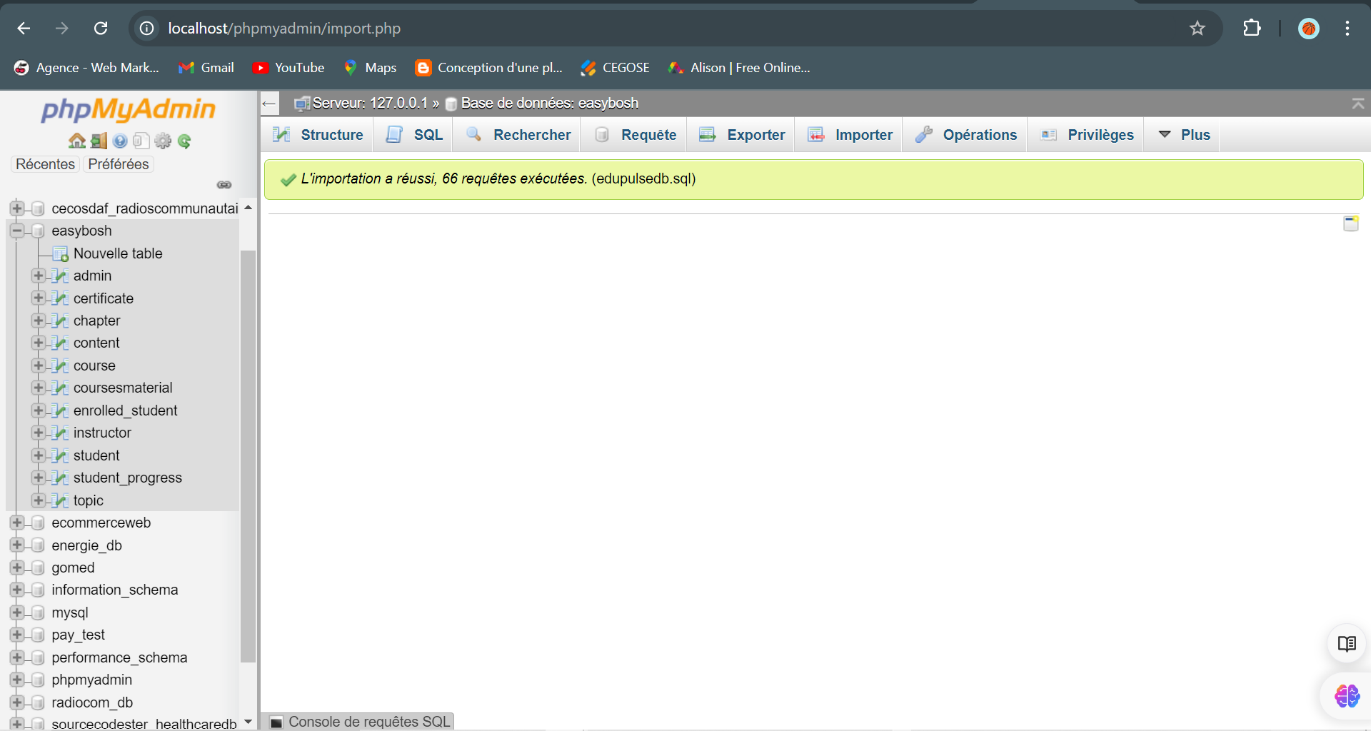 localhost/phpmyadmin/import.php
Agence - Web Mark... Gmail YouTube Maps Conception d'une pl... CEGOSE Alison | Free Online...
phpMyAdmin
Récentes Préférées
cecosdaf_radioscommunautai
easybosh
Nouvelle table
admin
certificate
chapter
content
course
coursesmaterial
enrolled_student
instructor
student
student_progress
topic
ecommerceweb
energie_db
gomed
information_schema
mysql
pay_test
performance_schema
phpmyadmin
radiocom_db
sourcecodester_healthcaredb
Serveur: 127.0.0.1 » Base de données: easybosh
Structure SQL Rechercher Requête Exporter Importer Opérations Privilèges Plus
L'importation a réussi, 66 requêtes exécutées. (edupulsedb.sql)
Console de requêtes SQL